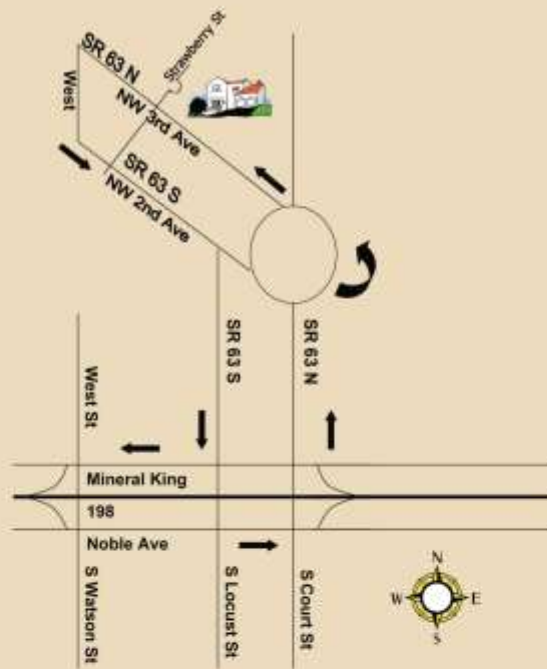 SR 63 N
Strawberry St
West
NW 3rd Ave
SR 63 S
NW 2nd Ave
SR 63 S
SR 63 N
West St
Mineral King
198
Noble Ave
S Watson St
S Locust St
S Court St
N
W
E
S